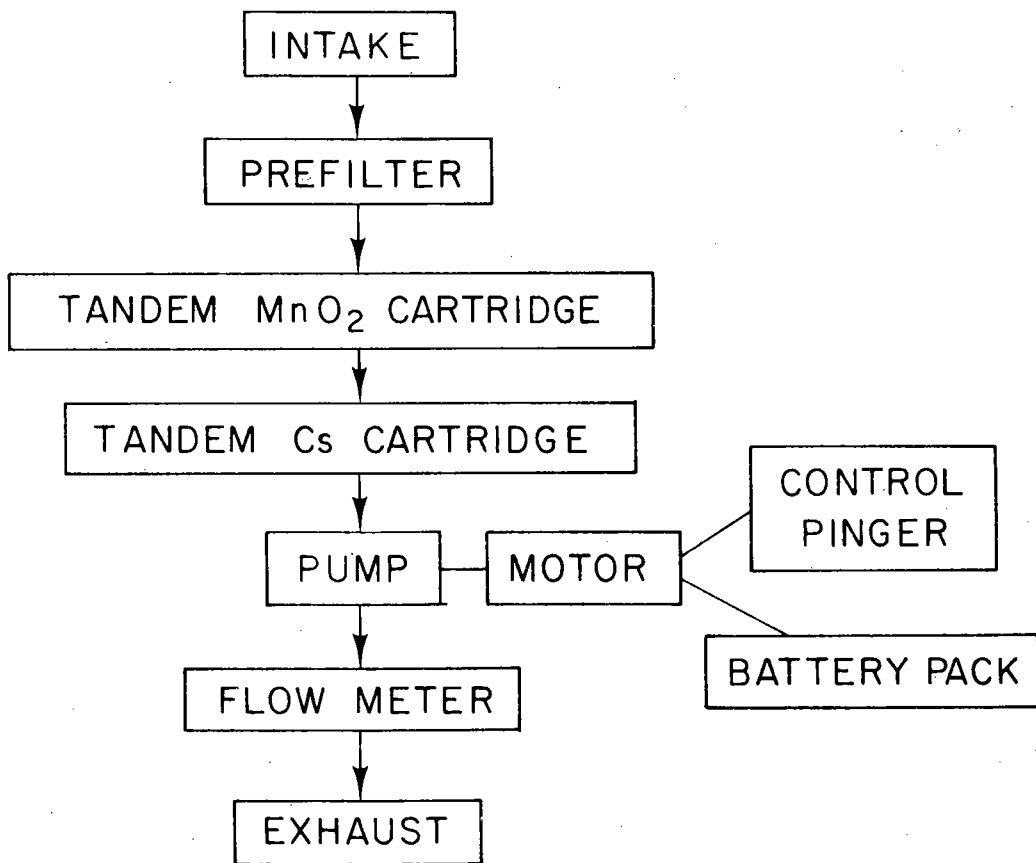 INTAKE
PREFILTER
TANDEM MnO₂ CARTRIDGE
TANDEM Cs CARTRIDGE
PUMP
MOTOR
CONTROL
PINGER
BATTERY PACK
FLOW METER
EXHAUST